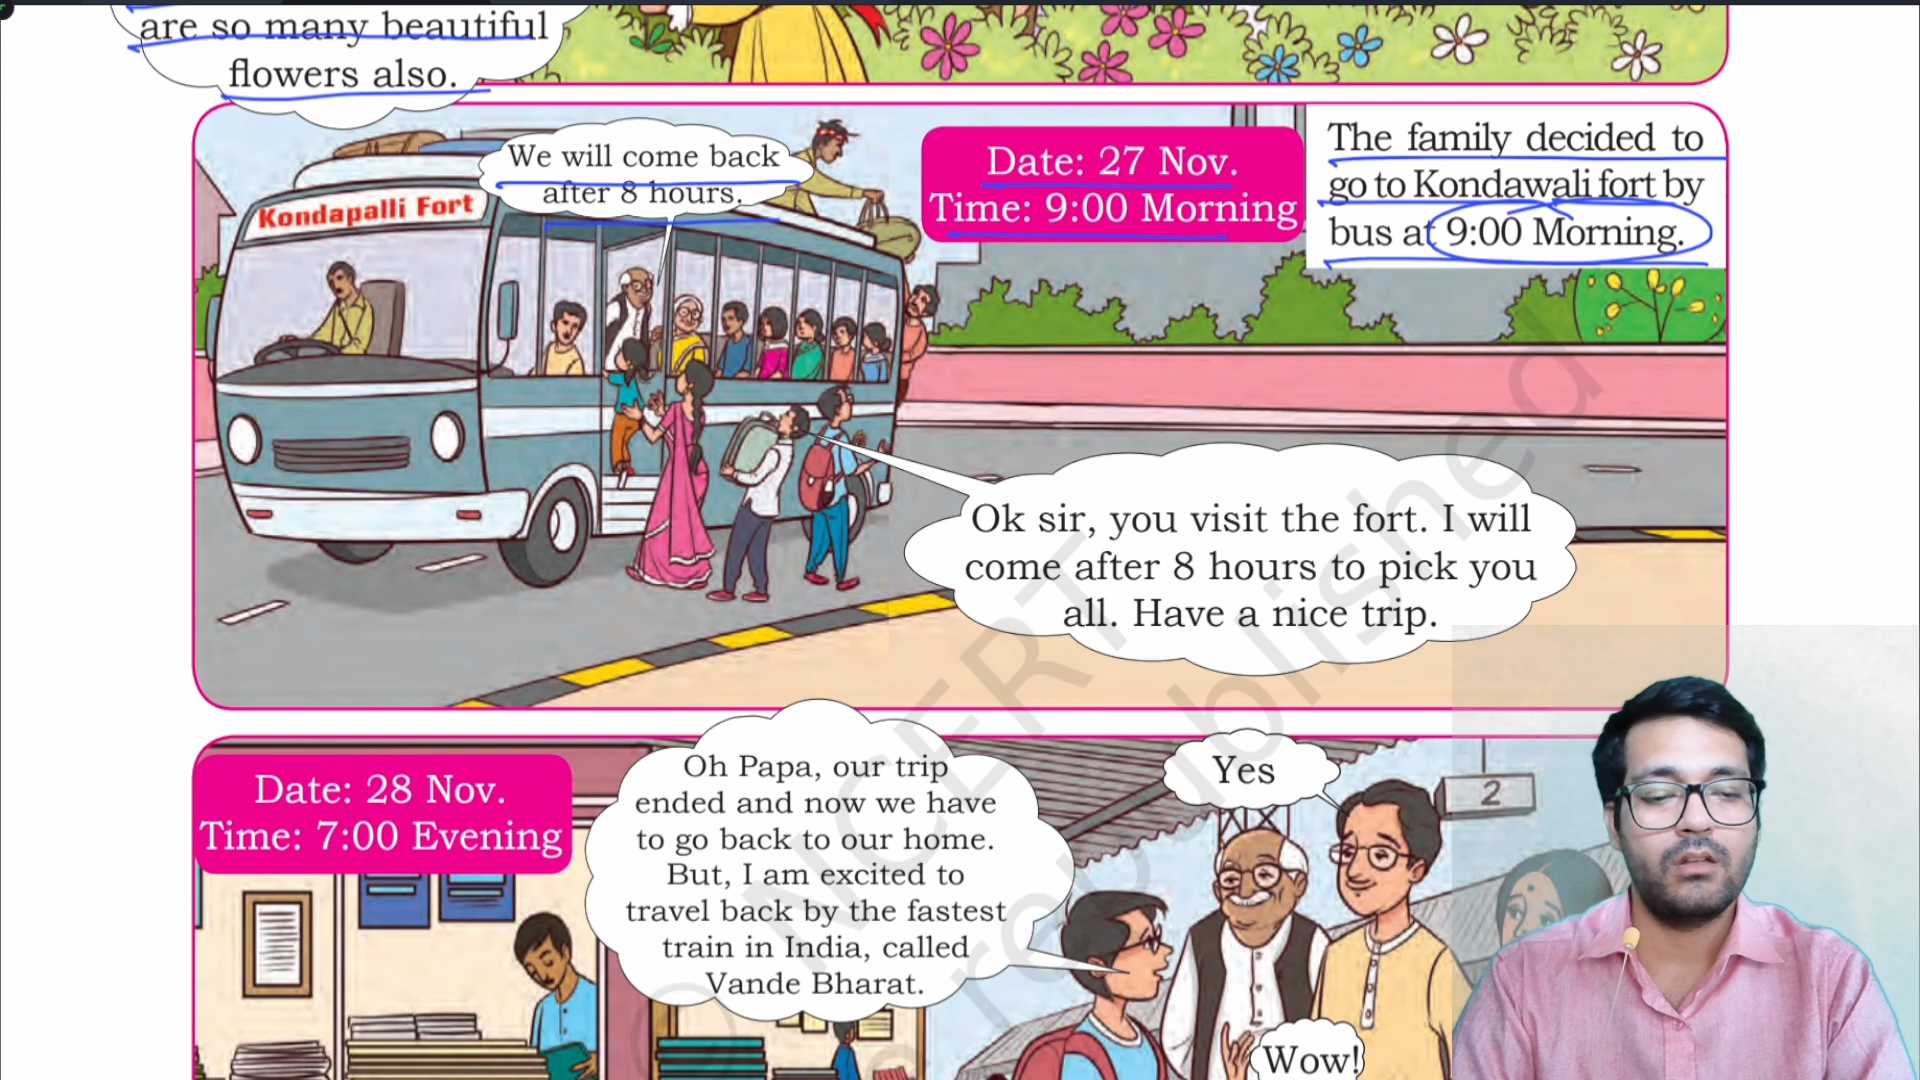 are so many beautiful
flowers also.
Kondapalli Fort
We will come back
after 8 hours.
Date: 27 Nov.
Time: 9:00 Morning
The family decided to
go to Kondawali fort by
bus at 9:00 Morning.
Ok sir, you visit the fort. I will
come after 8 hours to pick you
all. Have a nice trip.
Date: 28 Nov.
Time: 7:00 Evening
Oh Papa, our trip
ended and now we have
to go back to our home.
But, I am excited to
travel back by the fastest
train in India, called
Vande Bharat.
Yes
2
Wow!
NCERT
republished